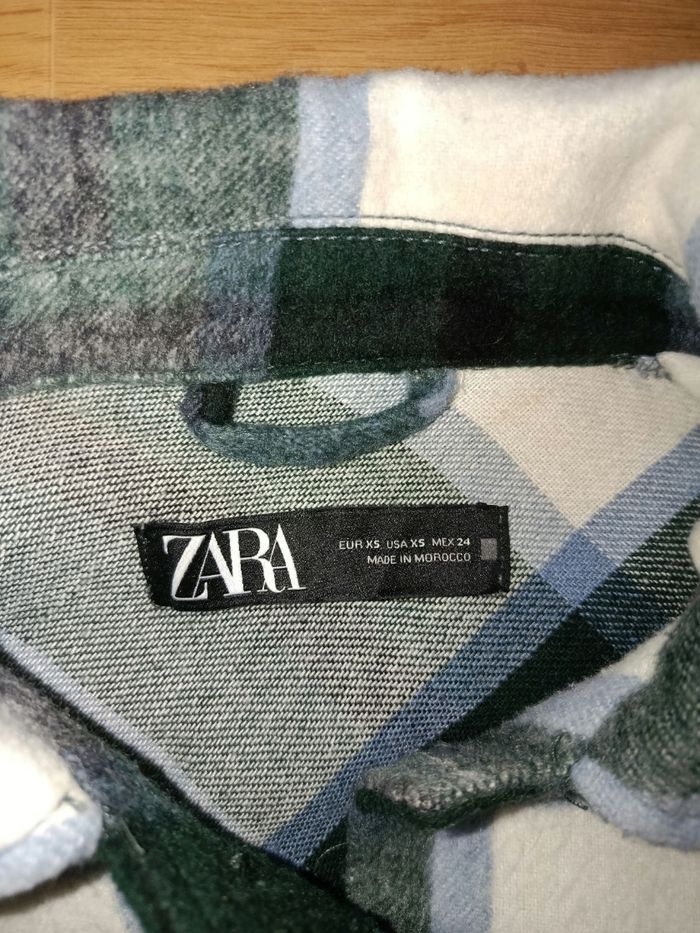 ZARA
EUR XS USA XS MEX 24
MADE IN MOROCCO